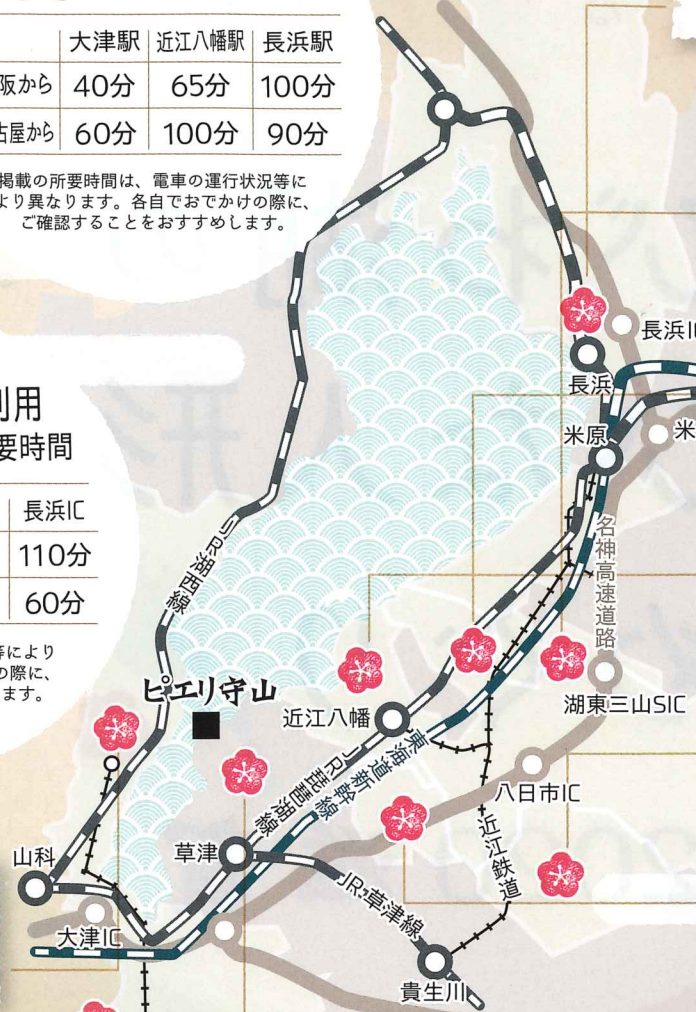 大津駅 近江八幡駅 長浜駅
阪から 40分 65分 100分
古屋から 60分 100分 90分
掲載の所要時間は、電車の運行状況等に
より異なります。各自でおでかけの際に、
ご確認することをおすすめします。
利用
要時間
長浜IC
110分
60分
等により
の際に、
ます。
長浜IC
長浜
米原
米
名神高速道路
JR湖西線
ピエリ守山
近江八幡
湖東三山SIC
東海道新幹線
JR琵琶湖線
八日市IC
近江鉄道
草津
山科
大津IC
JR草津線
貴生川